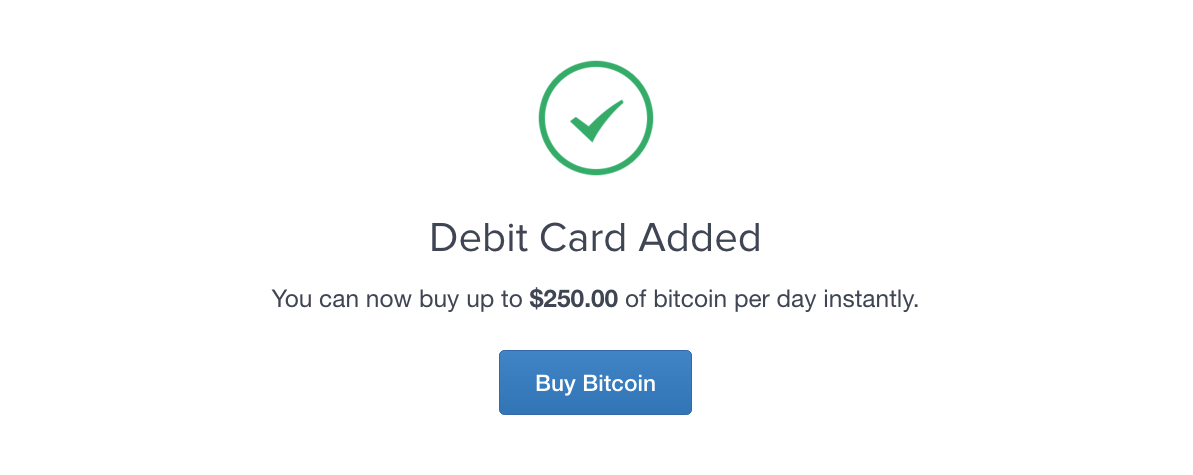 Debit Card Added
You can now buy up to $250.00 of bitcoin per day instantly.
Buy Bitcoin